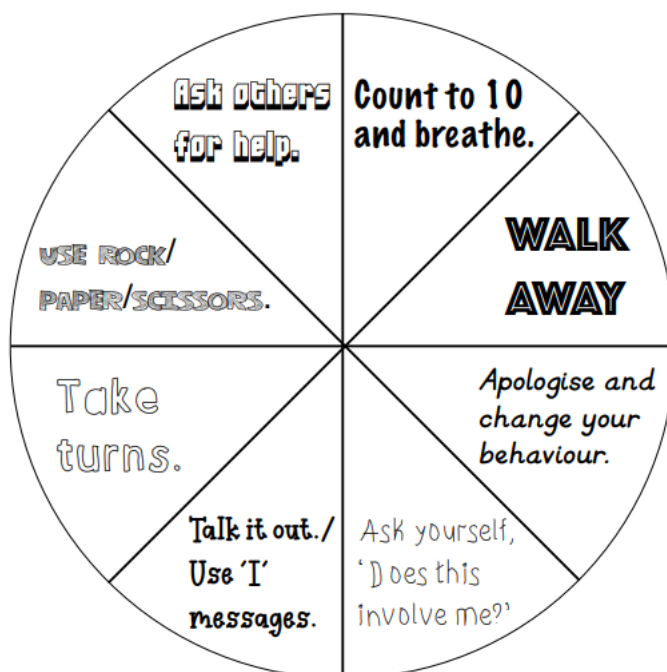 Ask others
for help.
Count to 10
and breathe.
WALK
AWAY
Apologise and
change your
behaviour.
Ask yourself,
'Does this
involve me?'
Talk it out./
Use 'I'
messages.
Take
turns.
USE ROCK/
PAPER/SCISSORS.